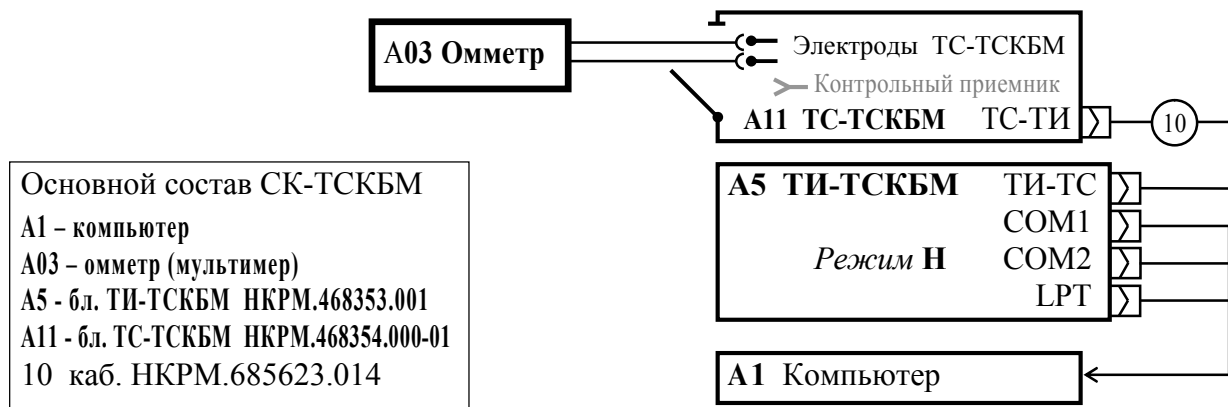 А03 Омметр
Электроды ТС-ТСКБМ
Контрольный приемник
А11 ТС-ТСКБМ ТС-ТИ
10
А5 ТИ-ТСКБМ ТИ-ТС
COM1
Режим Н COM2
LPT
А1 Компьютер
Основной состав СК-ТСКБМ
А1 – компьютер
А03 – омметр (мультимер)
А5 - бл. ТИ-ТСКБМ НКРМ.468353.001
А11 - бл. ТС-ТСКБМ НКРМ.468354.000-01
10 каб. НКРМ.685623.014